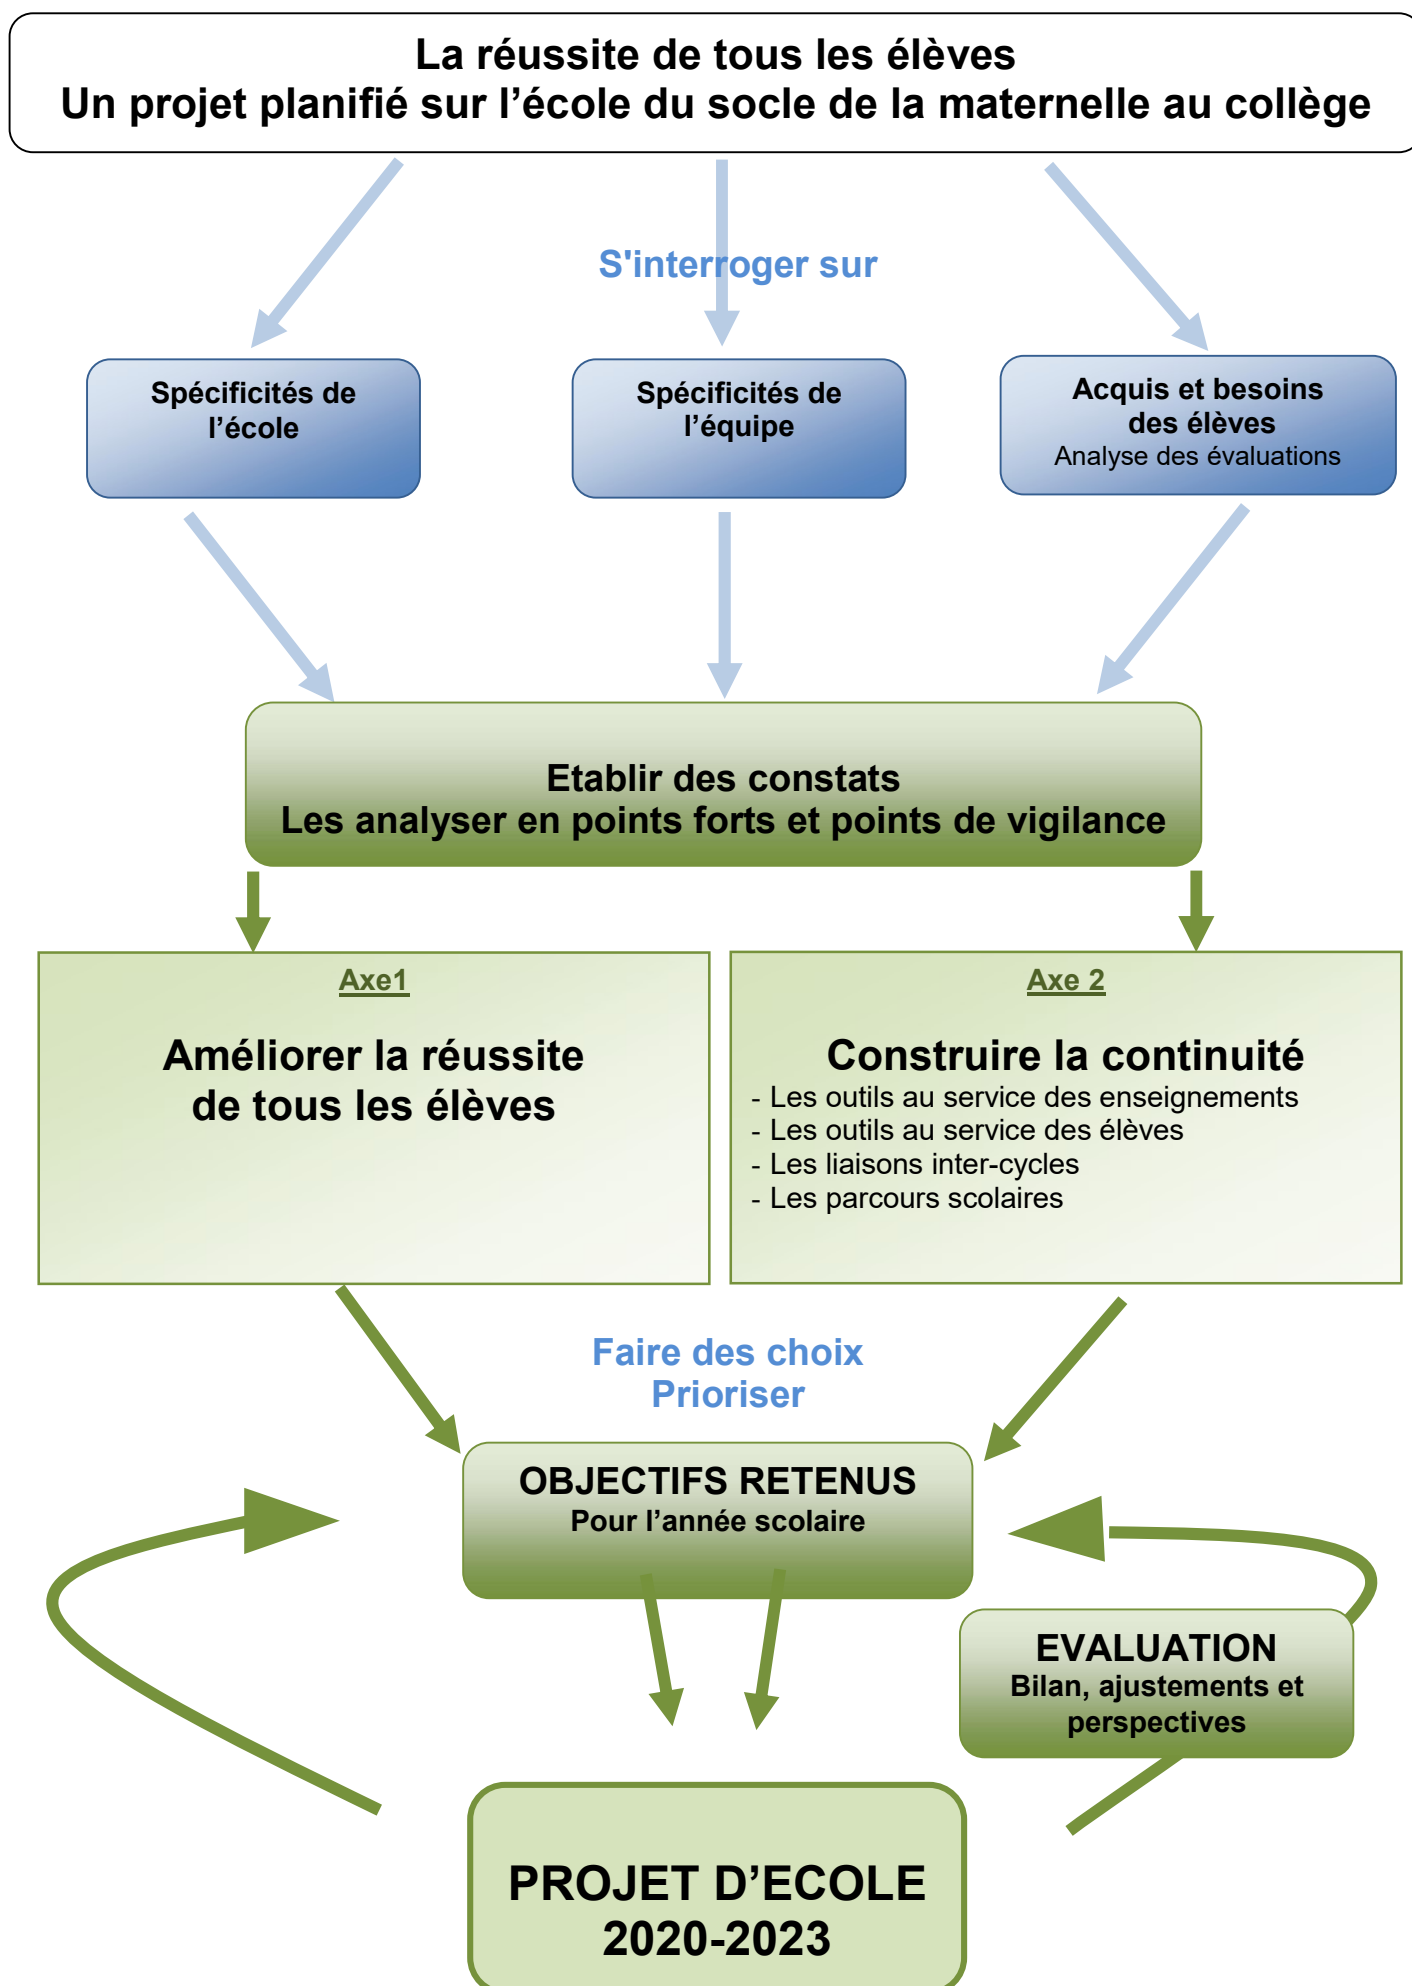 La réussite de tous les élèves
Un projet planifié sur l’école du socle de la maternelle au collège
S'interroger sur
Spécificités de
l’école
Spécificités de
l’équipe
Acquis et besoins
des élèves
Analyse des évaluations
Etablir des constats
Les analyser en points forts et points de vigilance
Axe1
Améliorer la réussite
de tous les élèves
Axe 2
Construire la continuité
- Les outils au service des enseignements
- Les outils au service des élèves
- Les liaisons inter-cycles
- Les parcours scolaires
Faire des choix
Prioriser
OBJECTIFS RETENUS
Pour l’année scolaire
EVALUATION
Bilan, ajustements et
perspectives
PROJET D’ECOLE
2020-2023